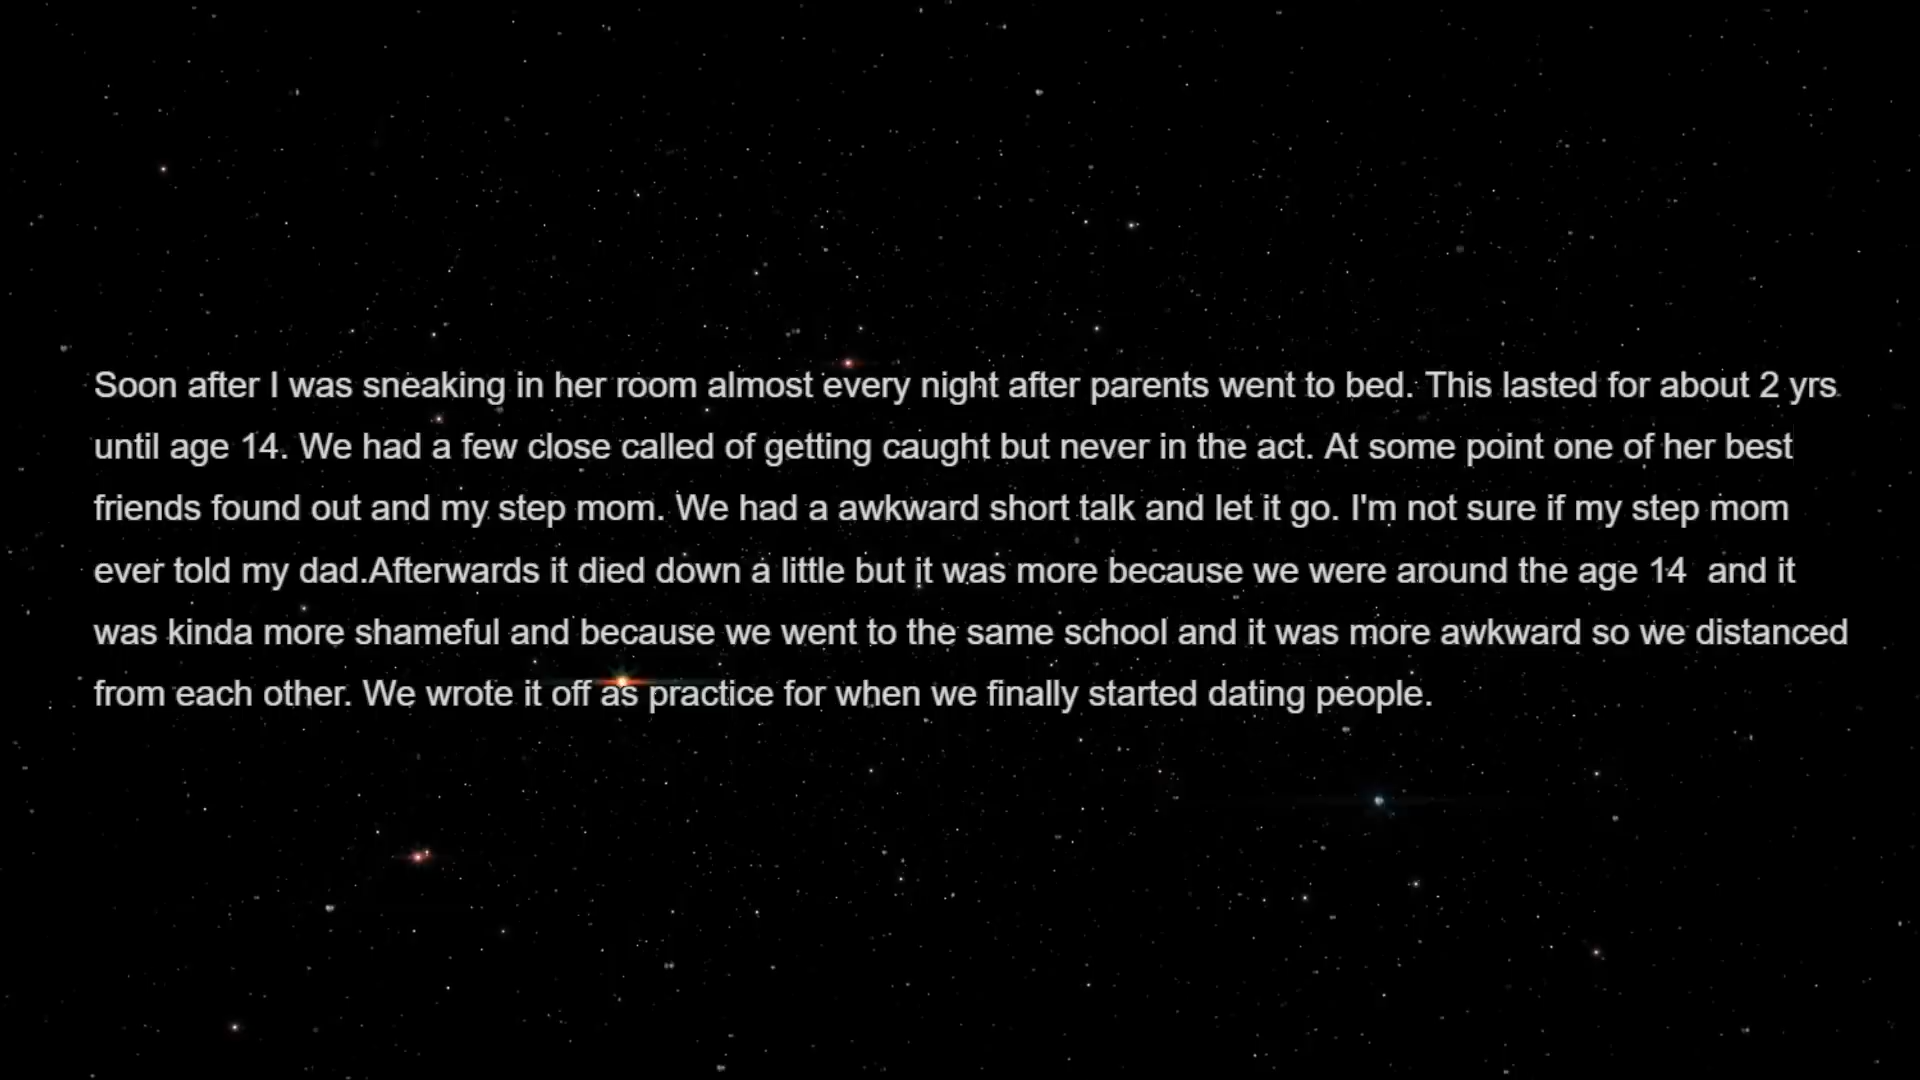 Soon after I was sneaking in her room almost every night after parents went to bed. This lasted for about 2 yrs
until age 14. We had a few close called of getting caught but never in the act. At some point one of her best
friends found out and my step mom. We had a awkward short talk and let it go. I'm not sure if my step mom
ever told my dad.Afterwards it died down a little but it was more because we were around the age 14  and it
was kinda more shameful and because we went to the same school and it was more awkward so we distanced
from each other. We wrote it off as practice for when we finally started dating people.